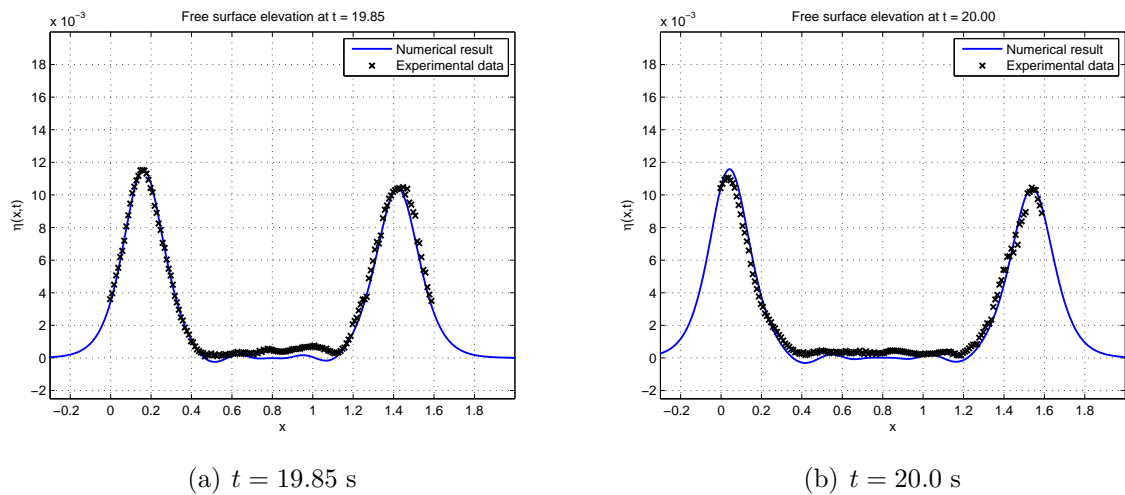 Free surface elevation at t = 19.85
x 10⁻³
Numerical result
Experimental data
18
16
14
12
10
8
6
4
2
0
−2
η(x,t)
−0.2 0 0.2 0.4 0.6 0.8 1 1.2 1.4 1.6 1.8
x
(a) t = 19.85 s
Free surface elevation at t = 20.00
x 10⁻³
Numerical result
Experimental data
18
16
14
12
10
8
6
4
2
0
−2
η(x,t)
−0.2 0 0.2 0.4 0.6 0.8 1 1.2 1.4 1.6 1.8
x
(b) t = 20.0 s